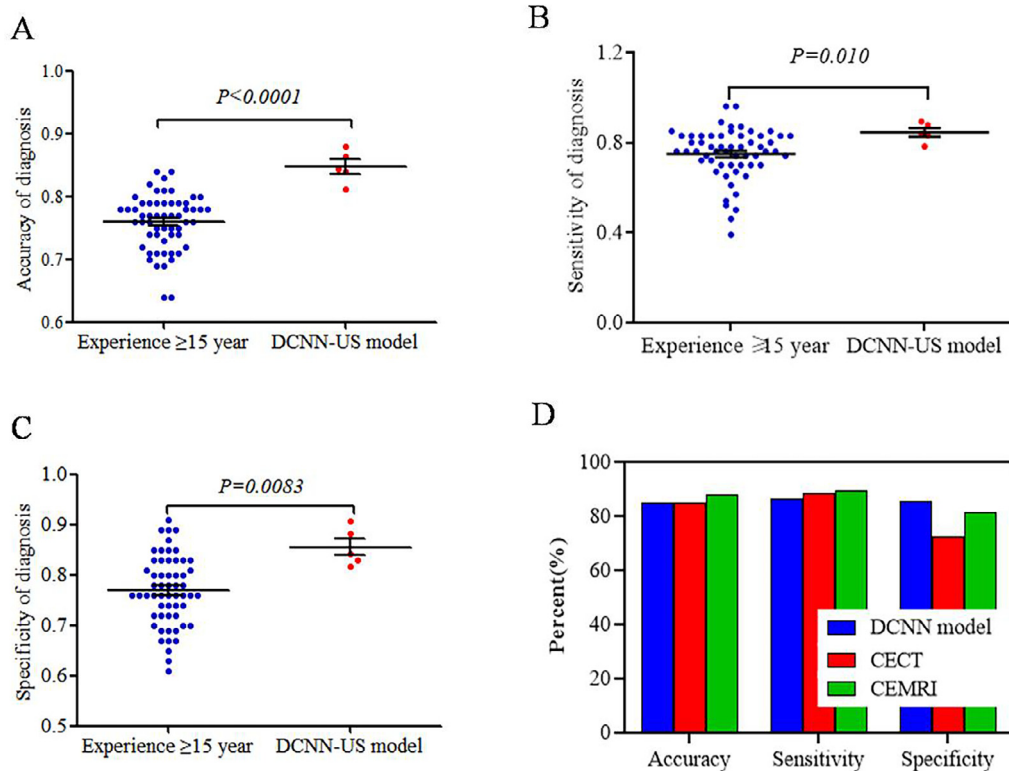 A
Accuracy of diagnosis
1.0
0.9
0.8
0.7
0.6
P<0.0001
Experience ≥15 year
DCNN-US model
B
Sensitivity of diagnosis
1.2
0.8
0.4
0.0
P=0.010
Experience ⩾15 year
DCNN-US model
C
Specificity of diagnosis
1.0
0.9
0.8
0.7
0.6
0.5
P=0.0083
Experience ≥15 year
DCNN-US model
D
Percent(%)
100
80
60
40
20
0
DCNN model
CECT
CEMRI
Accuracy
Sensitivity
Specificity